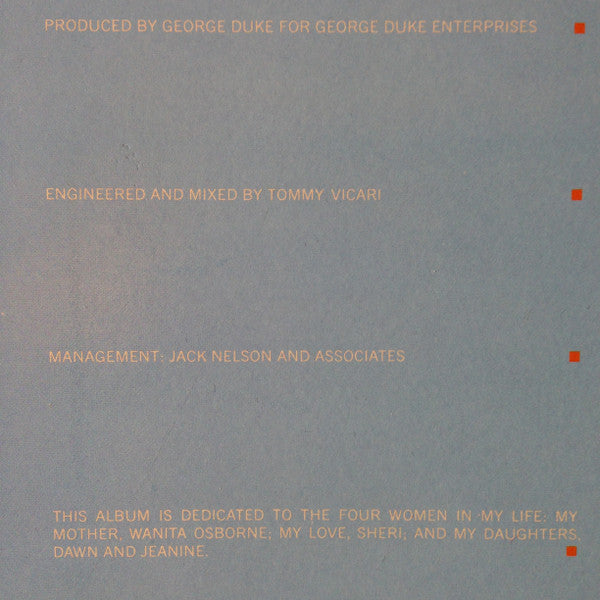 PRODUCED BY GEORGE DUKE FOR GEORGE DUKE ENTERPRISES
ENGINEERED AND MIXED BY TOMMY VICARI
MANAGEMENT: JACK NELSON AND ASSOCIATES
THIS ALBUM IS DEDICATED TO THE FOUR WOMEN IN MY LIFE: MY
MOTHER, WANITA OSBORNE; MY LOVE, SHERI; AND MY DAUGHTERS,
DAWN AND JEANINE.